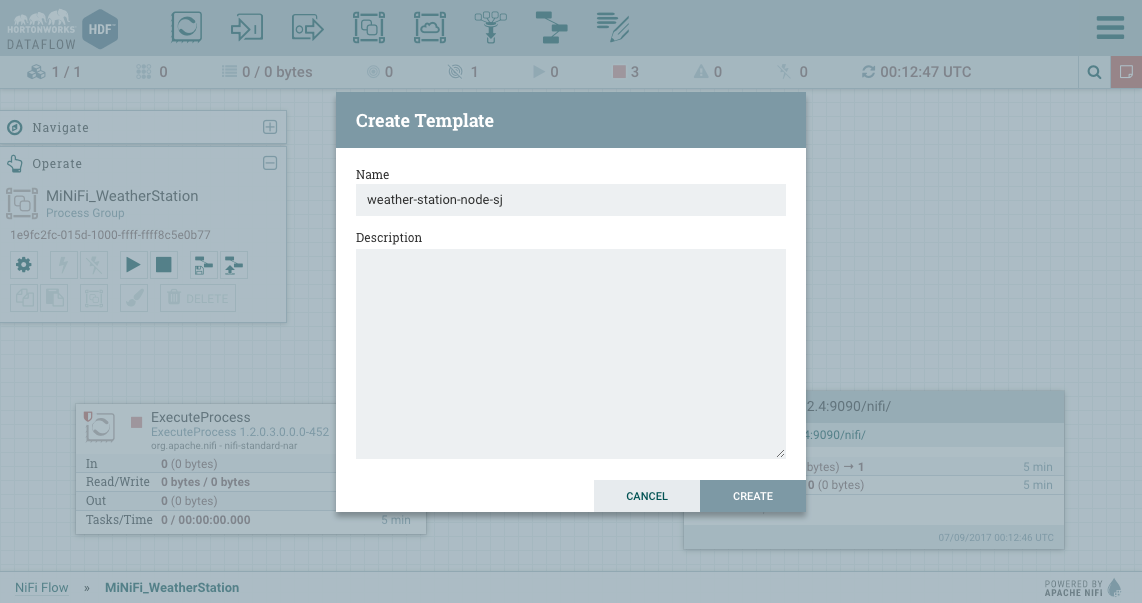 HORTONWORKS
DATAFLOW
HDF
1 / 1
0
0 / 0 bytes
0
1
0
3
0
0
00:12:47 UTC
Navigate
Operate
MiNiFi_WeatherStation
Process Group
1e9fc2fc-015d-1000-ffff-ffff8c5e0b77
DELETE
Create Template
Name
weather-station-node-sj
Description
CANCEL
CREATE
ExecuteProcess
ExecuteProcess 1.2.0.3.0.0.0-452
org.apache.nifi - nifi-standard-nar
In 0 (0 bytes)
Read/Write 0 bytes / 0 bytes
Out 0 (0 bytes)
Tasks/Time 0 / 00:00:00.000 5 min
2.4:9090/nifi/
4:9090/nifi/
bytes) → 1 5 min
0 (0 bytes) 5 min
07/09/2017 00:12:46 UTC
NiFi Flow » MiNiFi_WeatherStation
POWERED BY
APACHE NIFI